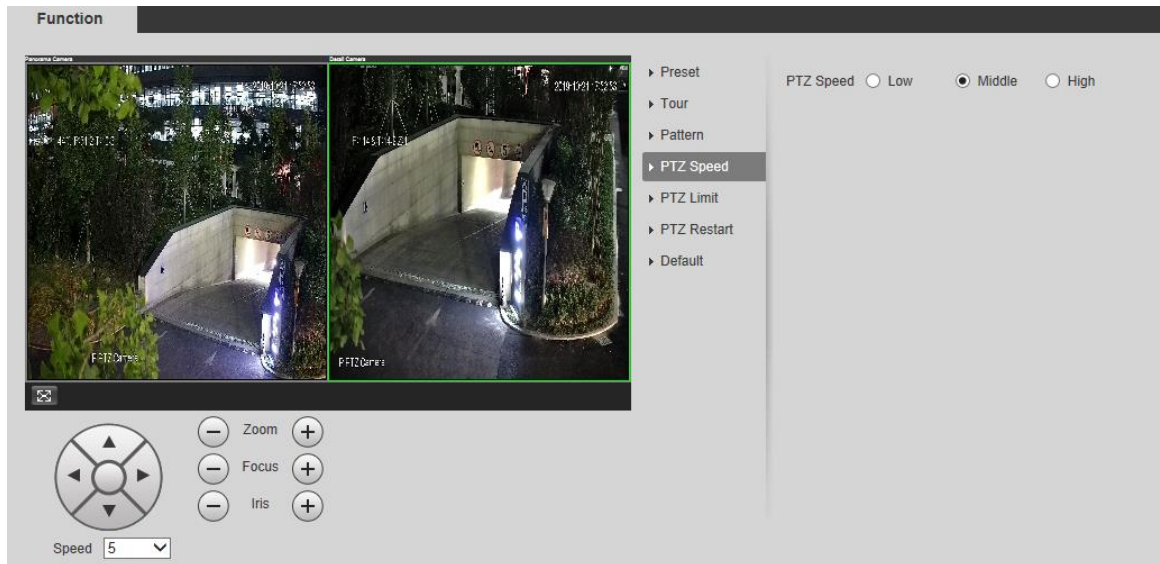 Function
Panorama Camera
Detail Camera
PTZ Camera
PTZ Camera
Preset
Tour
Pattern
PTZ Speed
PTZ Limit
PTZ Restart
Default
PTZ Speed Low Middle High
Zoom
Focus
Iris
Speed 5